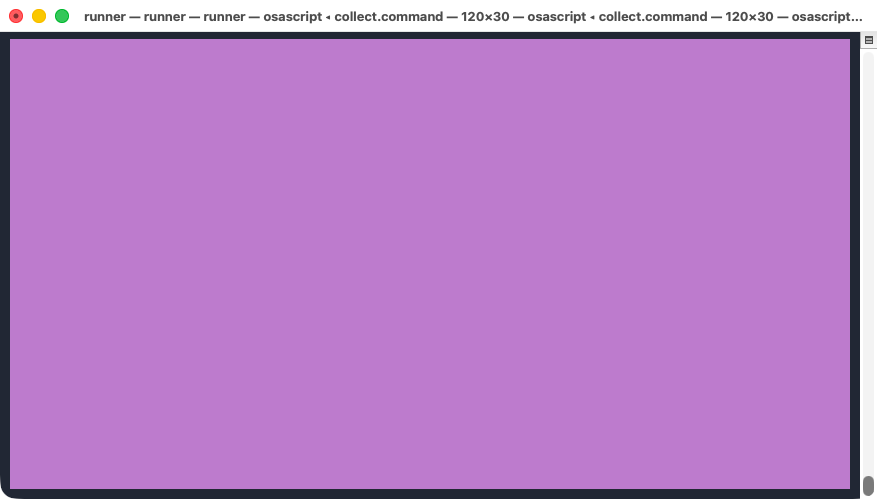 runner — runner — runner — osascript ◂ collect.command — 120×30 — osascript ◂ collect.command — 120×30 — osascript...